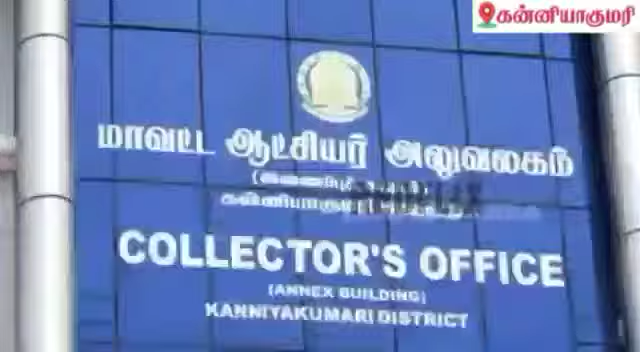 கன்னியாகுமரி
மாவட்ட ஆட்சியர் அலுவலகம்
COLLECTOR'S OFFICE
(ANNEX BUILDING)
KANNIYAKUMARI DISTRICT